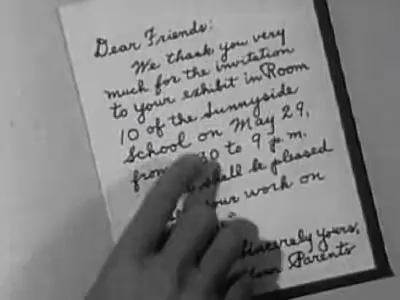 Dear Friends:
We thank you very
much for the invitation
to your exhibit in Room
10 of the Sunnyside
School on May 29,
from 30 to 9 p.m.
shall be pleased
your work on
Sincerely yours,
Your Parents